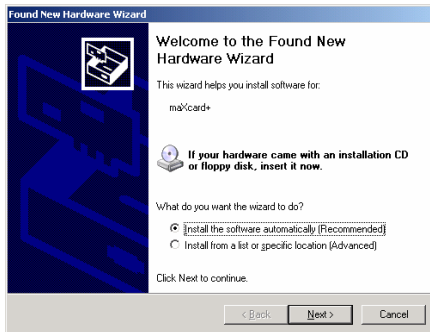 Found New Hardware Wizard
Welcome to the Found New
Hardware Wizard
This wizard helps you install software for:
maXcard+
If your hardware came with an installation CD
or floppy disk, insert it now.
What do you want the wizard to do?
Install the software automatically (Recommended)
Install from a list or specific location (Advanced)
Click Next to continue.
< Back Next > Cancel